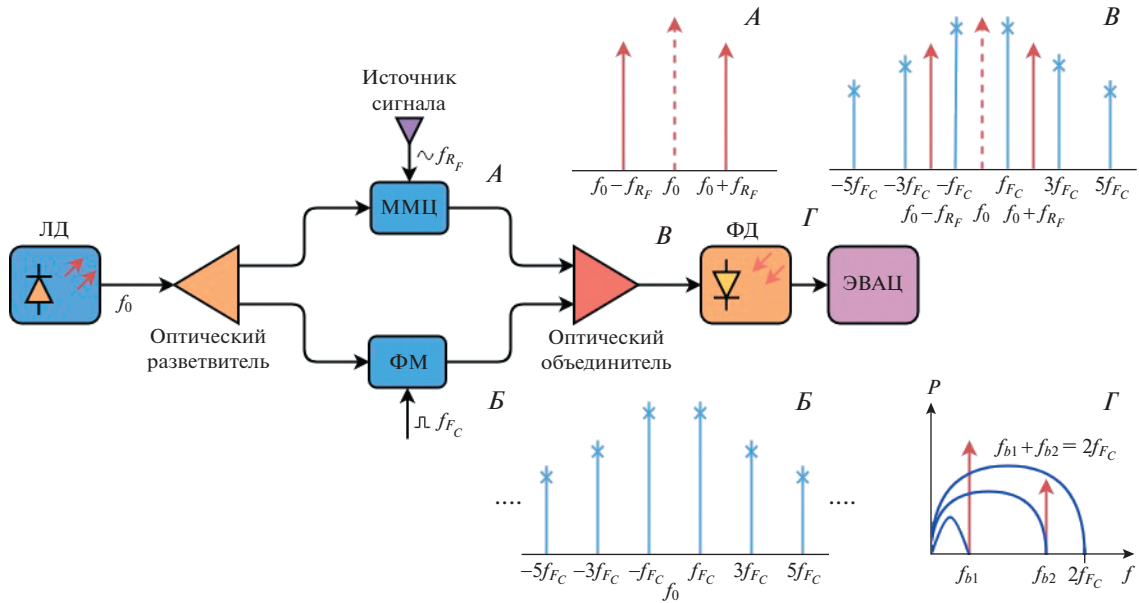 А
В
Источник
сигнала
~ f_{R_F}
А
ММЦ
f_0 − f_{R_F} f_0 f_0 + f_{R_F}
−5f_{F_C} −3f_{F_C} −f_{F_C} f_{F_C} 3f_{F_C} 5f_{F_C}
f_0 − f_{R_F} f_0 f_0 + f_{R_F}
ЛД
В
ФД
Г
ЭВАЦ
f_0
Оптический
разветвитель
Оптический
объединитель
ФМ
f_{F_C}
Б
Б
.... ....
−5f_{F_C} −3f_{F_C} −f_{F_C} f_{F_C} 3f_{F_C} 5f_{F_C}
f_0
P
Г
f_{b1} + f_{b2} = 2f_{F_C}
f_{b1} f_{b2} 2f_{F_C} f